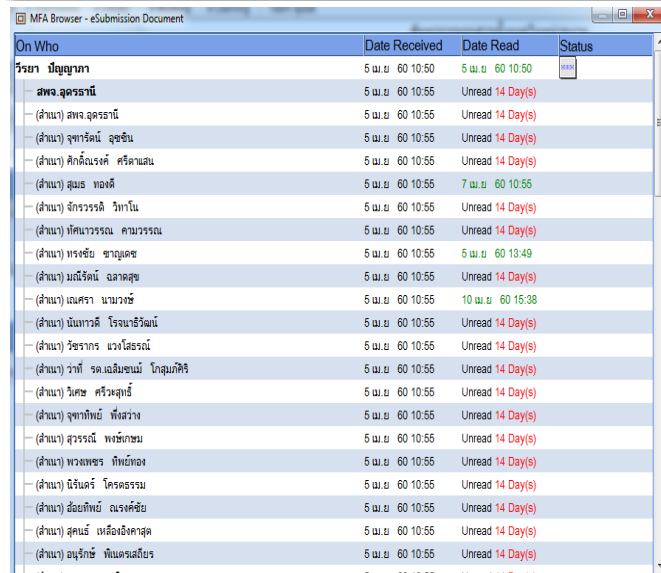 MFA Browser - eSubmission Document
On Who Date Received Date Read Status
วีรยา ปัญญาภา 5 เม.ย 60 10:50 5 เม.ย 60 10:50 ***
สพจ.อุดรธานี 5 เม.ย 60 10:55 Unread 14 Day(s)
(สำเนา) สพจ.อุดรธานี 5 เม.ย 60 10:55 Unread 14 Day(s)
(สำเนา) จุฑารัตน์ อุชชิน 5 เม.ย 60 10:55 Unread 14 Day(s)
(สำเนา) ศักดิ์ณรงค์ ศรีตาแสน 5 เม.ย 60 10:55 Unread 14 Day(s)
(สำเนา) สุเมธ ทองดี 5 เม.ย 60 10:55 7 เม.ย 60 10:55
(สำเนา) จักรวรรดิ วิทาโน 5 เม.ย 60 10:55 Unread 14 Day(s)
(สำเนา) ทัศนาวรรณ คามวรรณ 5 เม.ย 60 10:55 Unread 14 Day(s)
(สำเนา) ทรงชัย ชาญเดช 5 เม.ย 60 10:55 5 เม.ย 60 13:49
(สำเนา) มณีรัตน์ ฉลาดสุข 5 เม.ย 60 10:55 Unread 14 Day(s)
(สำเนา) เณศรา นามวงษ์ 5 เม.ย 60 10:55 10 เม.ย 60 15:38
(สำเนา) นันทาวดี โรจนาธิวัฒน์ 5 เม.ย 60 10:55 Unread 14 Day(s)
(สำเนา) วัชรากร แวงโสธรณ์ 5 เม.ย 60 10:55 Unread 14 Day(s)
(สำเนา) ว่าที่ รต.เฉลิมชนม์ โกสุมภ์ศิริ 5 เม.ย 60 10:55 Unread 14 Day(s)
(สำเนา) วิเศษ ศรีวะสุทธิ์ 5 เม.ย 60 10:55 Unread 14 Day(s)
(สำเนา) จุฑาทิพย์ พึ่งสว่าง 5 เม.ย 60 10:55 Unread 14 Day(s)
(สำเนา) สุวรรณี พงษ์เกษม 5 เม.ย 60 10:55 Unread 14 Day(s)
(สำเนา) พวงเพชร ทิพย์ทอง 5 เม.ย 60 10:55 Unread 14 Day(s)
(สำเนา) นิรันดร์ โครตธรรม 5 เม.ย 60 10:55 Unread 14 Day(s)
(สำเนา) อ้อยทิพย์ ณรงค์ชัย 5 เม.ย 60 10:55 Unread 14 Day(s)
(สำเนา) สุคนธ์ เหลืองอิงคาสุต 5 เม.ย 60 10:55 Unread 14 Day(s)
(สำเนา) อนุรักษ์ พิเนตรเสถียร 5 เม.ย 60 10:55 Unread 14 Day(s)